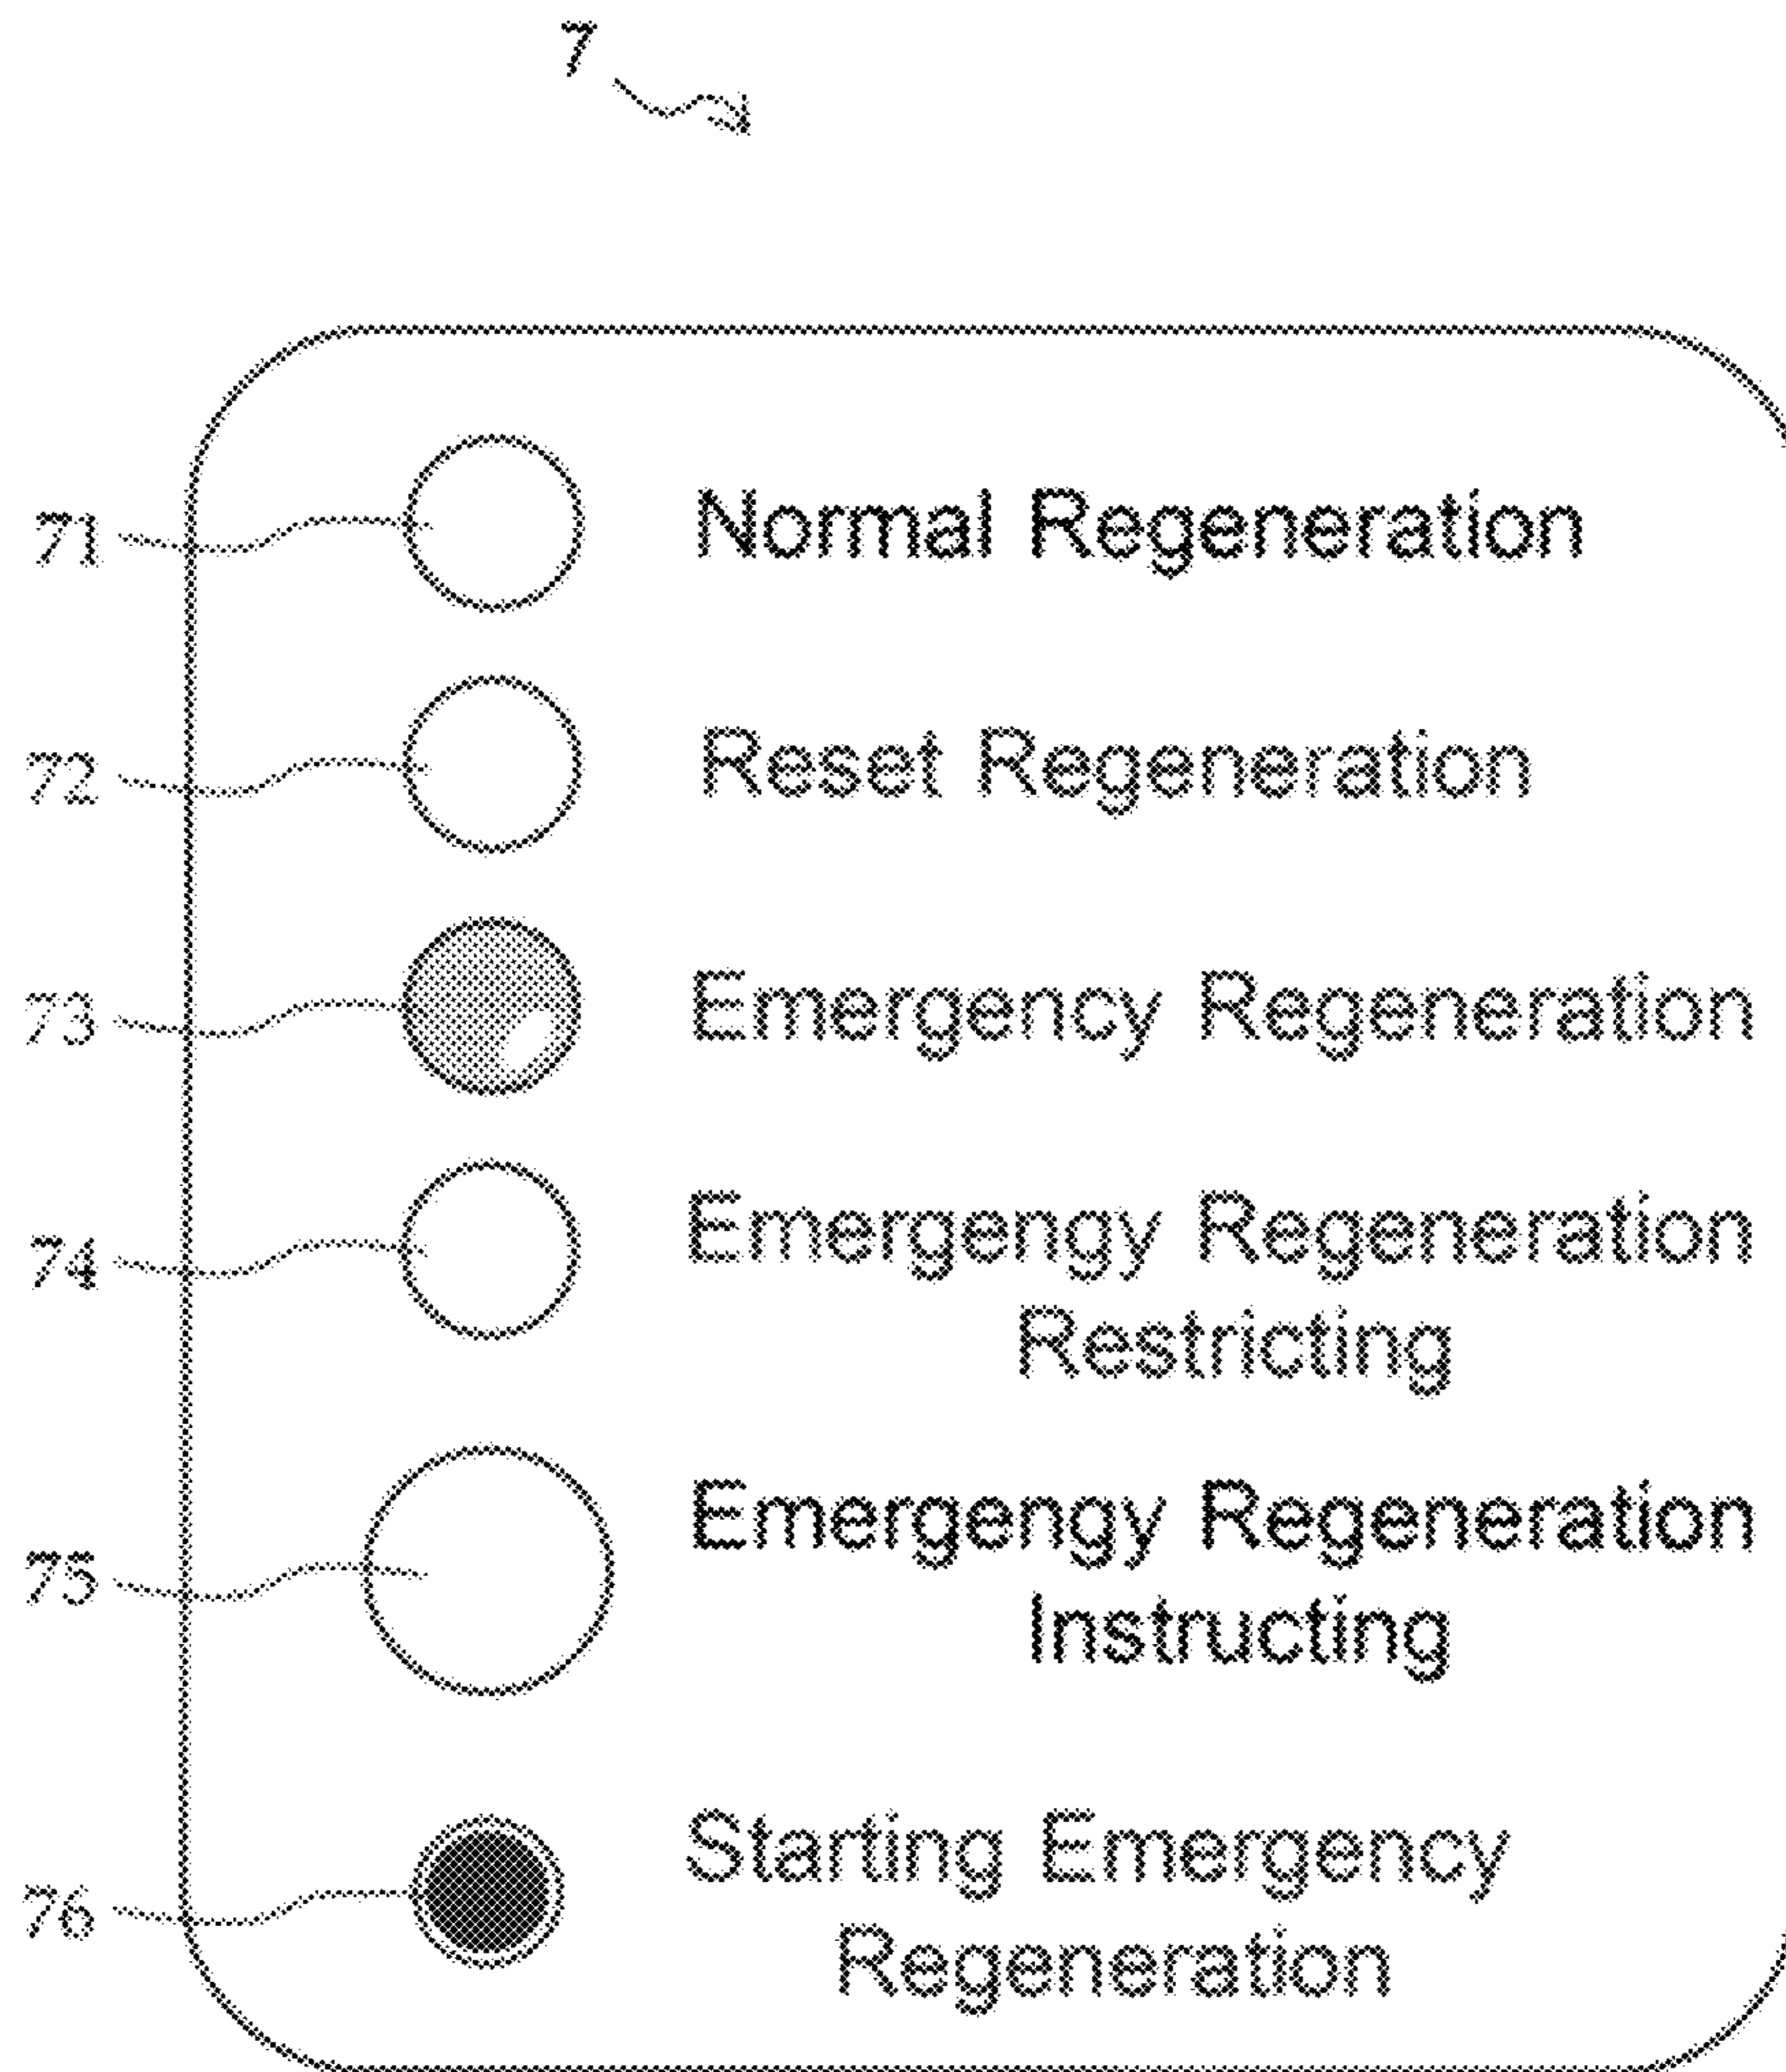 7
71 Normal Regeneration
72 Reset Regeneration
73 Emergency Regeneration
74 Emergengy Regeneration
Restricting
Emergengy Regeneration
75
Instructing
Starting Emergency
76
Regeneration